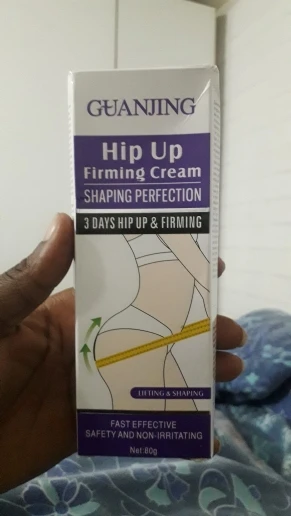 GUANJING
Hip Up
Firming Cream
SHAPING PERFECTION
3 DAYS HIP UP & FIRMING
LIFTING & SHAPING
FAST EFFECTIVE
SAFETY AND NON-IRRITATING
Net:80g